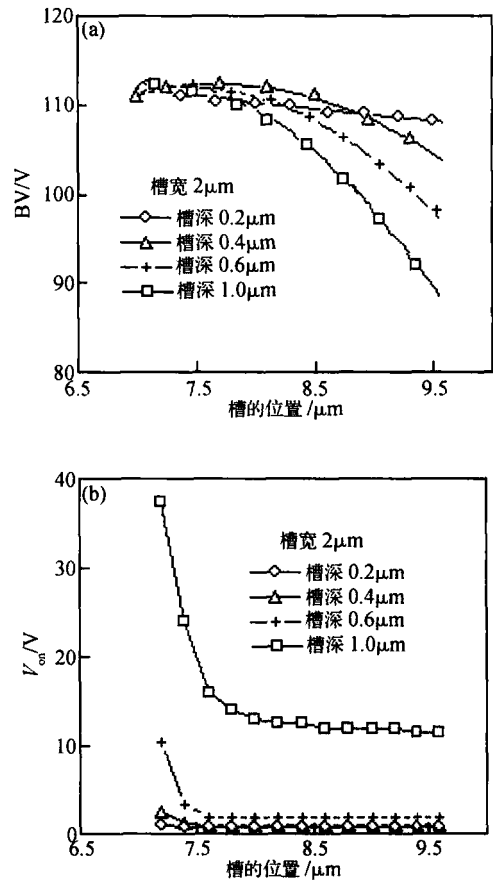 (a)
120
110
100
90
80
BV/V
槽宽 2μm
槽深 0.2μm
槽深 0.4μm
槽深 0.6μm
槽深 1.0μm
6.5 7.5 8.5 9.5
槽的位置 /μm
(b)
40
30
20
10
0
Von/V
槽宽 2μm
槽深 0.2μm
槽深 0.4μm
槽深 0.6μm
槽深 1.0μm
6.5 7.5 8.5 9.5
槽的位置 /μm